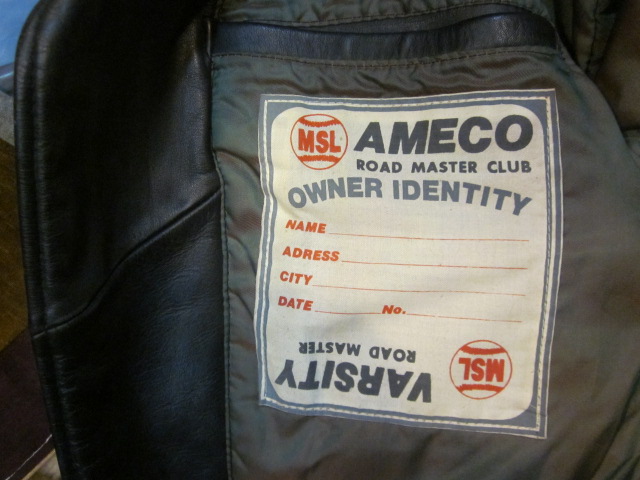 MSL AMECO
ROAD MASTER CLUB
OWNER IDENTITY
NAME
ADRESS
CITY
DATE No.
ROAD MASTER
VARSITY MSL